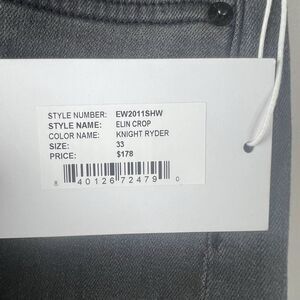 STYLE NUMBER: EW2011SHW
STYLE NAME: ELIN CROP
COLOR NAME: KNIGHT RYDER
SIZE: 33
PRICE: $178
8 40126 72479 0